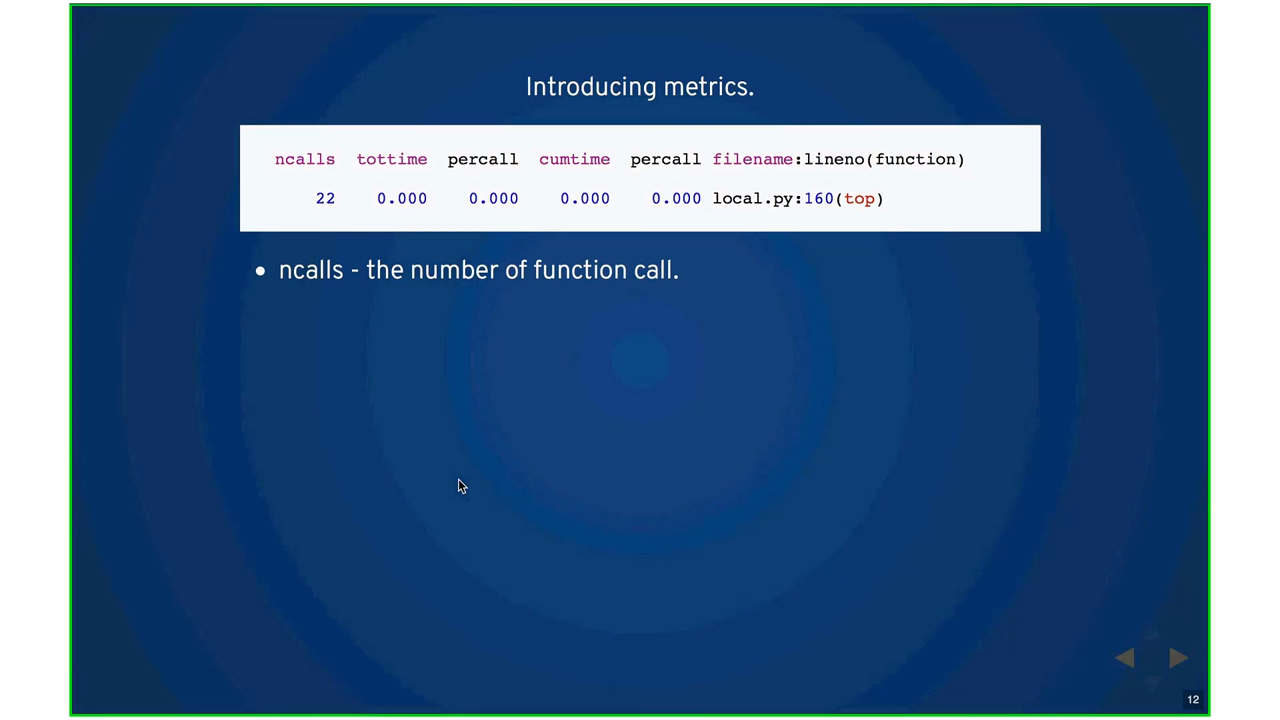 Introducing metrics.
ncalls tottime percall cumtime percall filename:lineno(function)
22 0.000 0.000 0.000 0.000 local.py:160(top)
• ncalls - the number of function call.
12